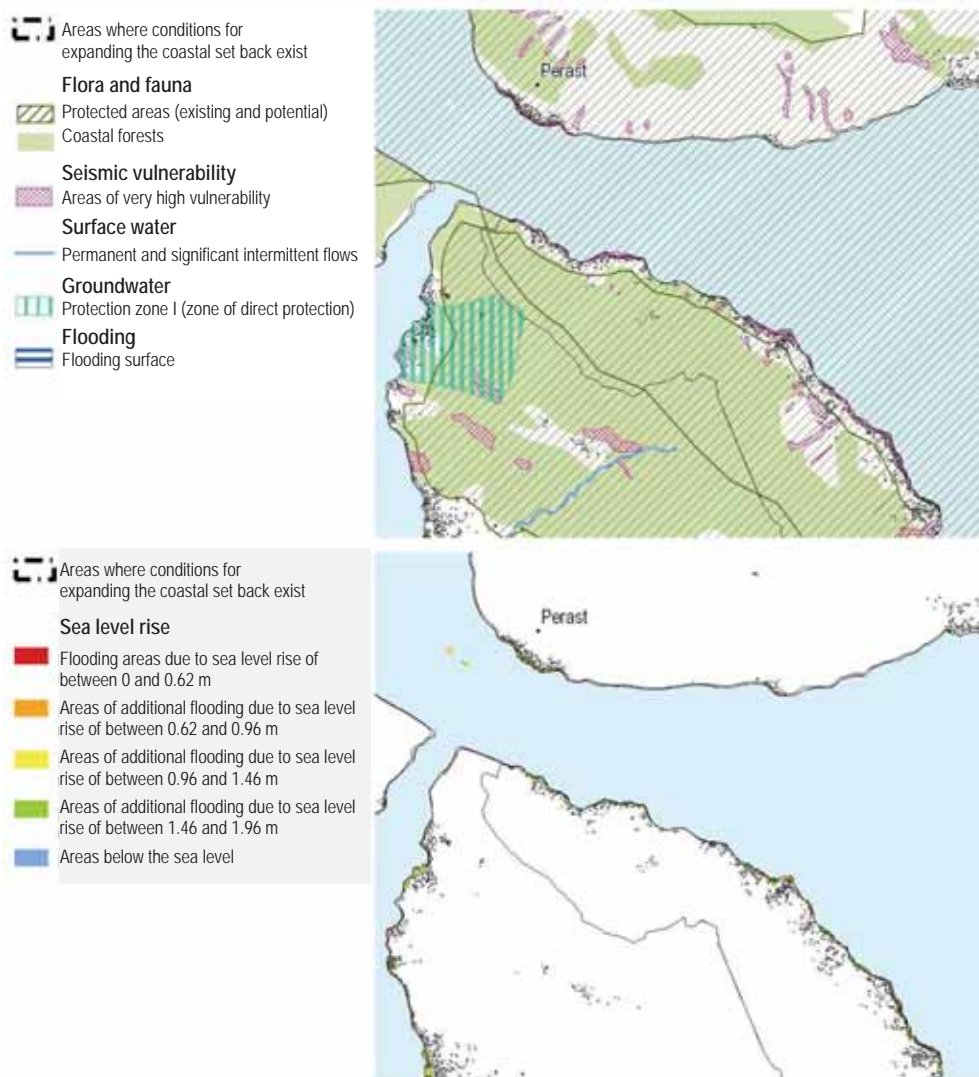 Areas where conditions for
expanding the coastal set back exist
Flora and fauna
Protected areas (existing and potential)
Coastal forests
Seismic vulnerability
Areas of very high vulnerability
Surface water
Permanent and significant intermittent flows
Groundwater
Protection zone I (zone of direct protection)
Flooding
Flooding surface
Perast
Areas where conditions for
expanding the coastal set back exist
Sea level rise
Flooding areas due to sea level rise of
between 0 and 0.62 m
Areas of additional flooding due to sea level
rise of between 0.62 and 0.96 m
Areas of additional flooding due to sea level
rise of between 0.96 and 1.46 m
Areas of additional flooding due to sea level
rise of between 1.46 and 1.96 m
Areas below the sea level
Perast